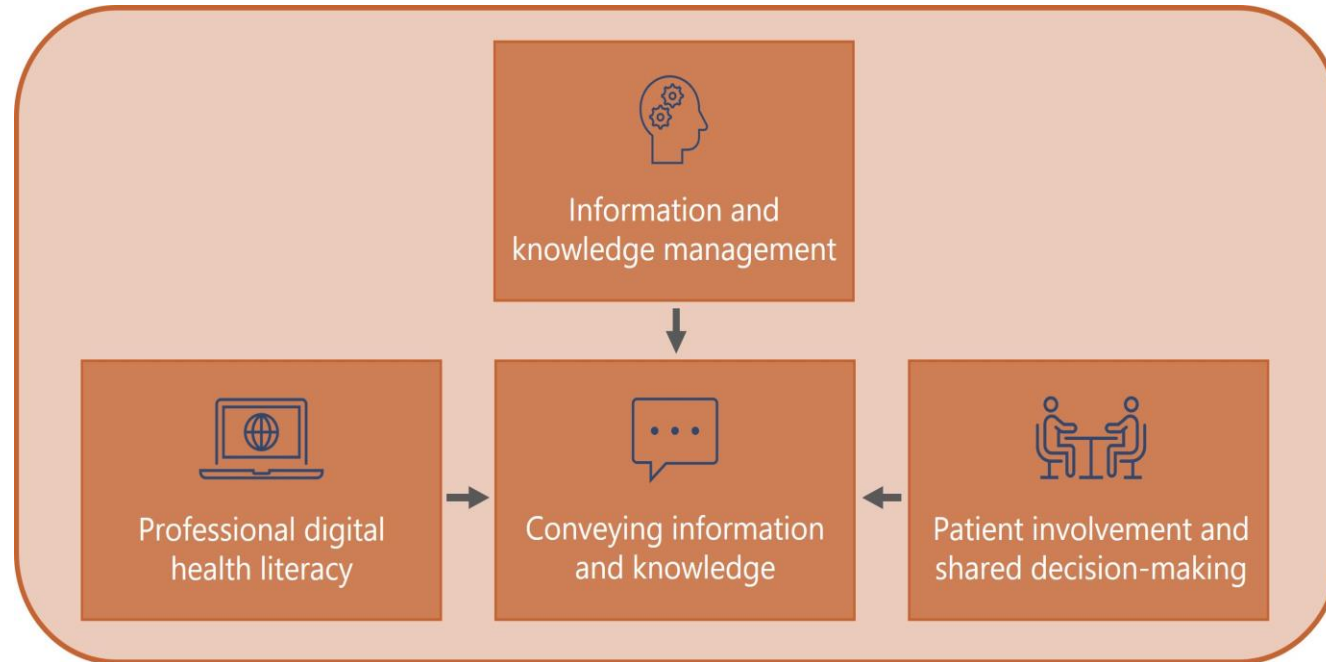 Information and
knowledge management
Professional digital
health literacy
Conveying information
and knowledge
Patient involvement and
shared decision-making